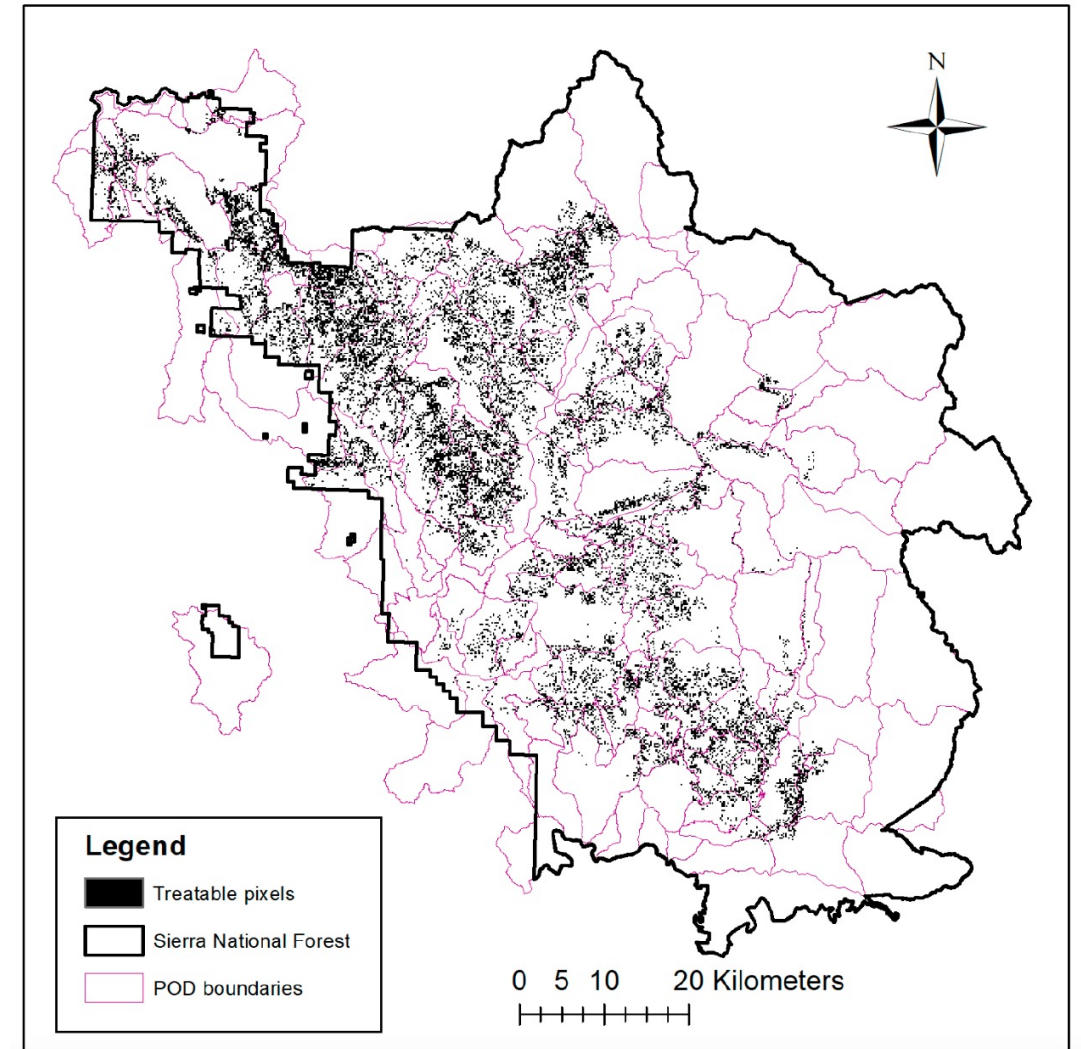 N
Legend
Treatable pixels
Sierra National Forest
POD boundaries
0 5 10 20 Kilometers